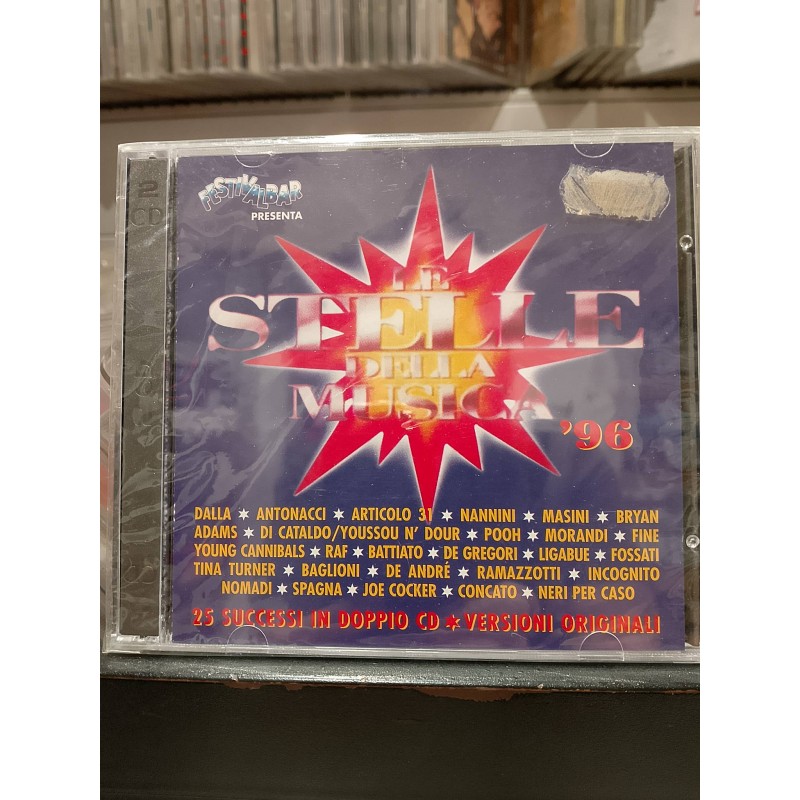 2
CD
FESTIVALBAR
PRESENTA
LE
STELLE
DELLA
MUSICA
'96
DALLA ✶ ANTONACCI ✶ ARTICOLO 31 ✶ NANNINI ✶ MASINI ✶ BRYAN
ADAMS ✶ DI CATALDO/YOUSSOU N' DOUR ✶ POOH ✶ MORANDI ✶ FINE
YOUNG CANNIBALS ✶ RAF ✶ BATTIATO ✶ DE GREGORI ✶ LIGABUE ✶ FOSSATI
TINA TURNER ✶ BAGLIONI ✶ DE ANDRÉ ✶ RAMAZZOTTI ✶ INCOGNITO
NOMADI ✶ SPAGNA ✶ JOE COCKER ✶ CONCATO ✶ NERI PER CASO
25 SUCCESSI IN DOPPIO CD ✶ VERSIONI ORIGINALI